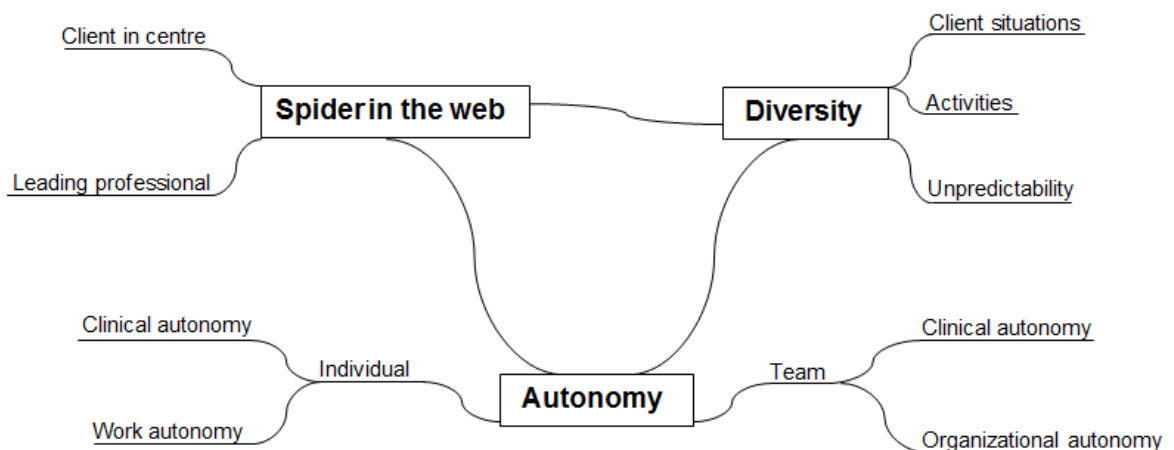 Client in centre
Spider in the web
Leading professional
Client situations
Diversity
Activities
Unpredictability
Clinical autonomy
Individual
Work autonomy
Autonomy
Team
Clinical autonomy
Organizational autonomy